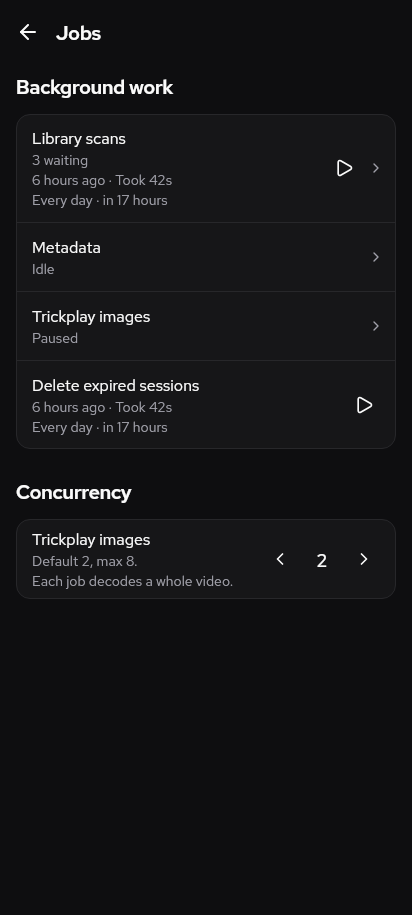 Jobs
Background work
Library scans
3 waiting
6 hours ago · Took 42s
Every day · in 17 hours
Metadata
Idle
Trickplay images
Paused
Delete expired sessions
6 hours ago · Took 42s
Every day · in 17 hours
Concurrency
Trickplay images
Default 2, max 8.
Each job decodes a whole video.
2